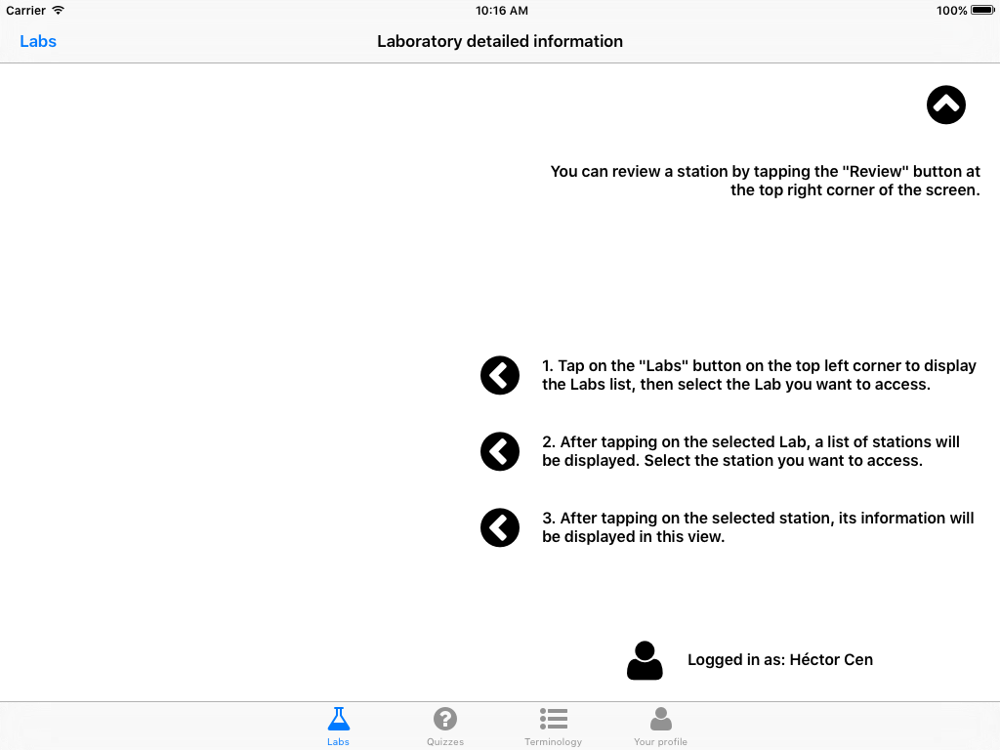 Carrier
10:16 AM
100%
Labs
Laboratory detailed information
You can review a station by tapping the "Review" button at
the top right corner of the screen.
1. Tap on the "Labs" button on the top left corner to display
the Labs list, then select the Lab you want to access.
2. After tapping on the selected Lab, a list of stations will
be displayed. Select the station you want to access.
3. After tapping on the selected station, its information will
be displayed in this view.
Logged in as: Héctor Cen
Labs
Quizzes
Terminology
Your profile